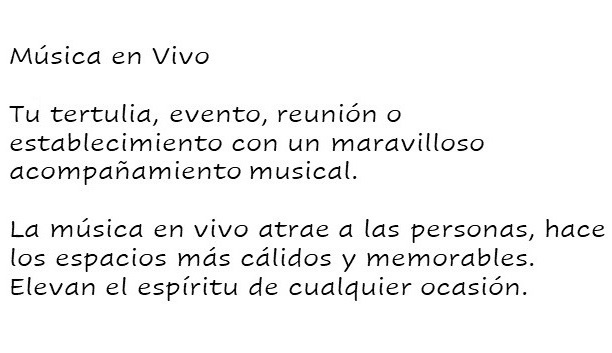 Música en Vivo
Tu tertulia, evento, reunión o
establecimiento con un maravilloso
acompañamiento musical.
La música en vivo atrae a las personas, hace
los espacios más cálidos y memorables.
Elevan el espíritu de cualquier ocasión.